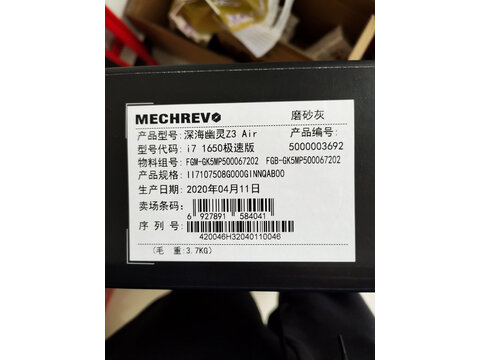 MECHREVO 磨砂灰
产品型号: 深海幽灵Z3 Air 产品编号:
型号代码: i7 1650极速版 5000003692
物料组号: FGM-GK5MP500067202 FGB-GK5MP500067202
产品规格: II7107508G000GINNQAB00
生产日期: 2020年04月11日
卖场条码:
6 927891 584041
序 列 号:
420046H32040110046
(毛 重:3.7KG)